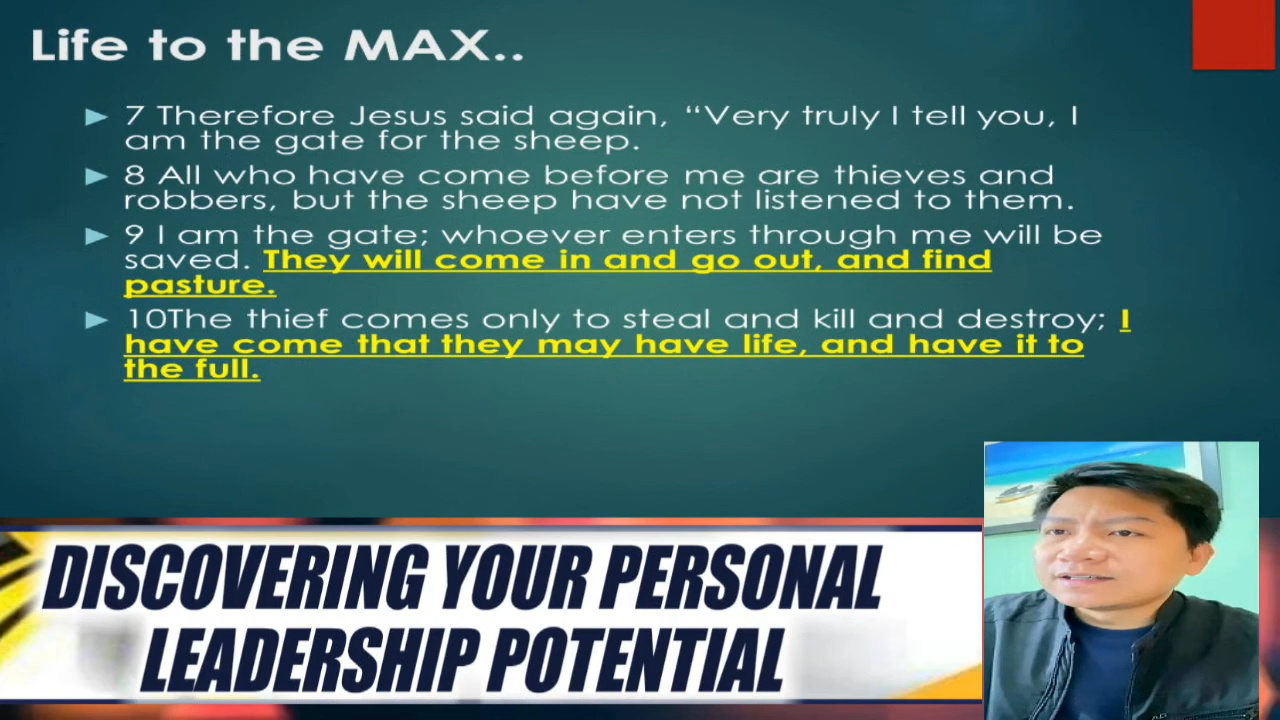 Life to the MAX..
7 Therefore Jesus said again, “Very truly I tell you, I
am the gate for the sheep.
8 All who have come before me are thieves and
robbers, but the sheep have not listened to them.
9 I am the gate; whoever enters through me will be
saved. They will come in and go out, and find
pasture.
10The thief comes only to steal and kill and destroy; I
have come that they may have life, and have it to
the full.
DISCOVERING YOUR PERSONAL
LEADERSHIP POTENTIAL